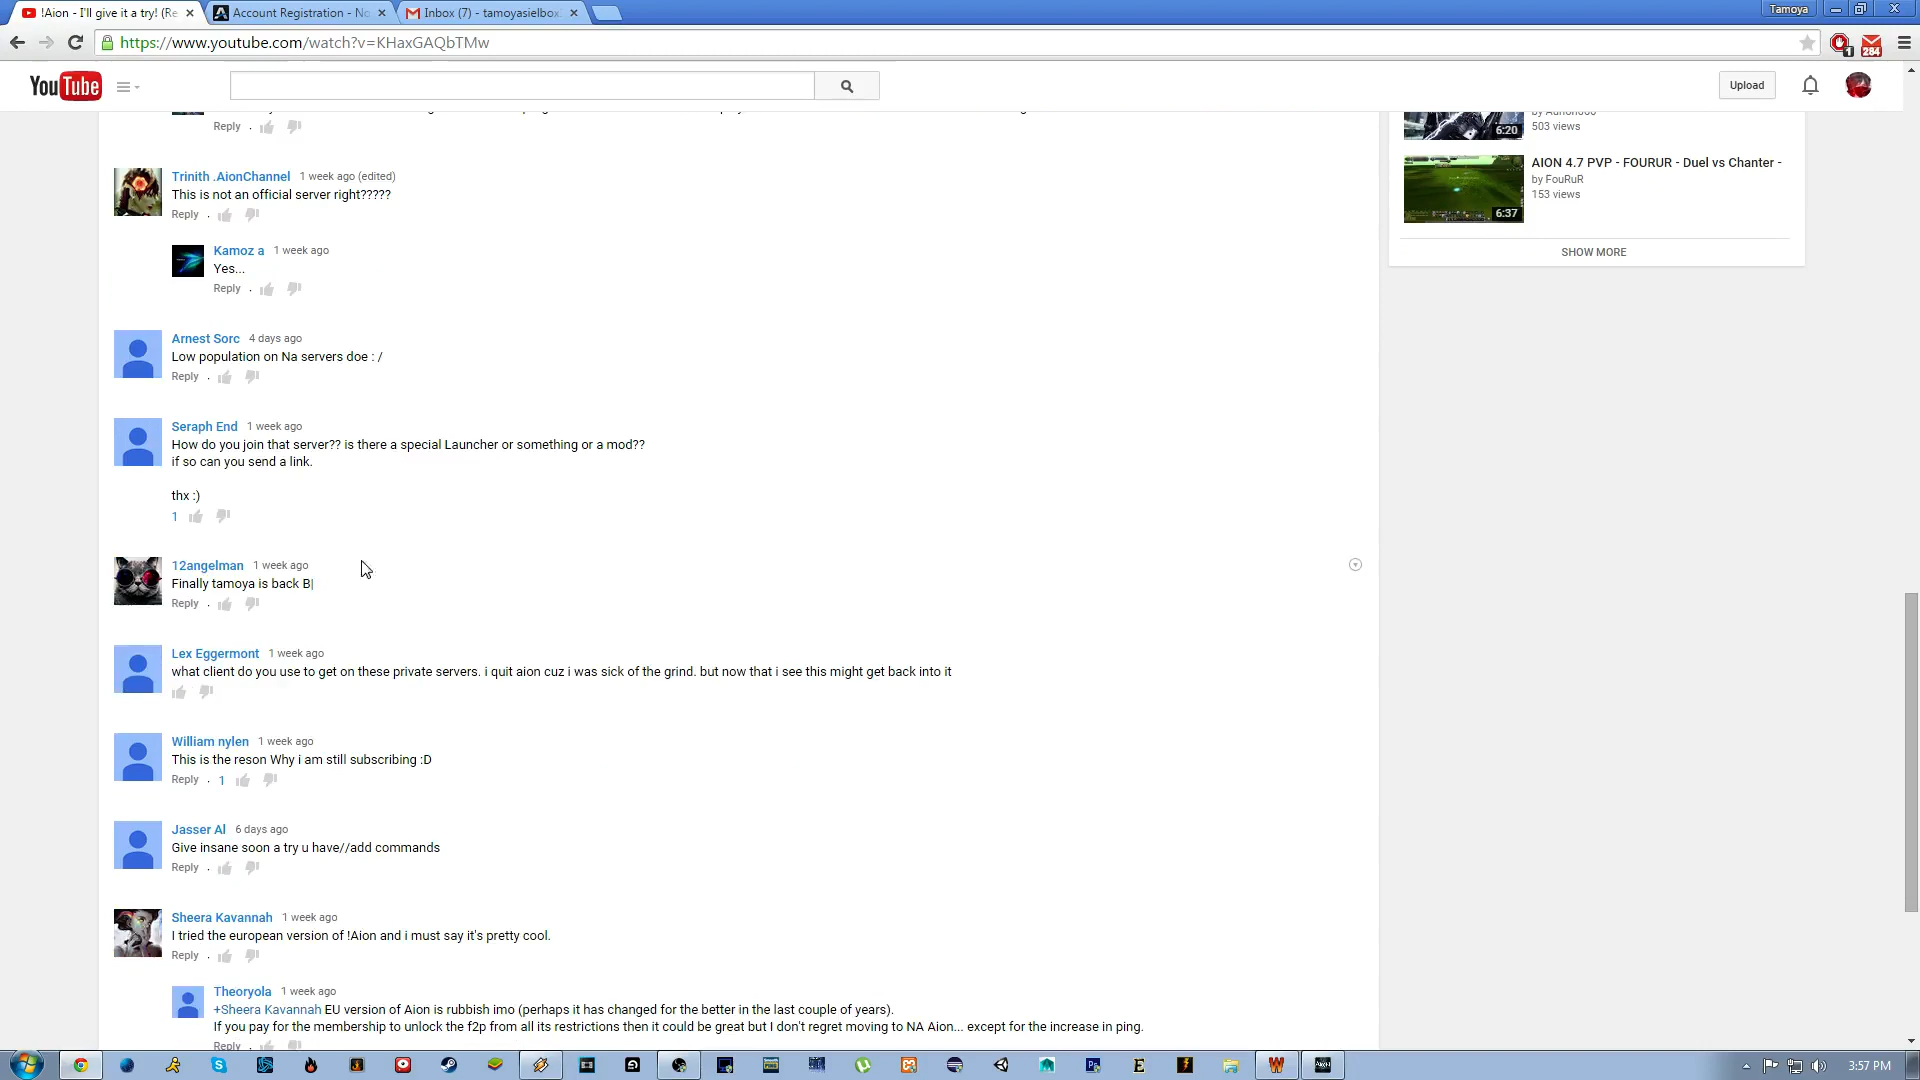 !Aion - I'll give it a try! (Re
Account Registration - No
Inbox (7) - tamoyasielbox
Tamoya
https://www.youtube.com/watch?v=KHaxGAQbTMw
1
284
YouTube
Upload
Reply .
6:20
503 views
AION 4.7 PVP - FOURUR - Duel vs Chanter -
by FouRuR
153 views
6:37
SHOW MORE
Trinith .AionChannel 1 week ago (edited)
This is not an official server right?????
Reply .
Kamoz a 1 week ago
Yes...
Reply .
Arnest Sorc 4 days ago
Low population on Na servers doe : /
Reply .
Seraph End 1 week ago
How do you join that server?? is there a special Launcher or something or a mod??
if so can you send a link.
thx :)
1
12angelman 1 week ago
Finally tamoya is back B|
Reply .
Lex Eggermont 1 week ago
what client do you use to get on these private servers. i quit aion cuz i was sick of the grind. but now that i see this might get back into it
William nylen 1 week ago
This is the reson Why i am still subscribing :D
Reply . 1
Jasser Al 6 days ago
Give insane soon a try u have//add commands
Reply .
Sheera Kavannah 1 week ago
I tried the european version of !Aion and i must say it's pretty cool.
Reply .
Theoryola 1 week ago
+Sheera Kavannah EU version of Aion is rubbish imo (perhaps it has changed for the better in the last couple of years).
If you pay for the membership to unlock the f2p from all its restrictions then it could be great but I don't regret moving to NA Aion... except for the increase in ping.
Reply .
3:57 PM